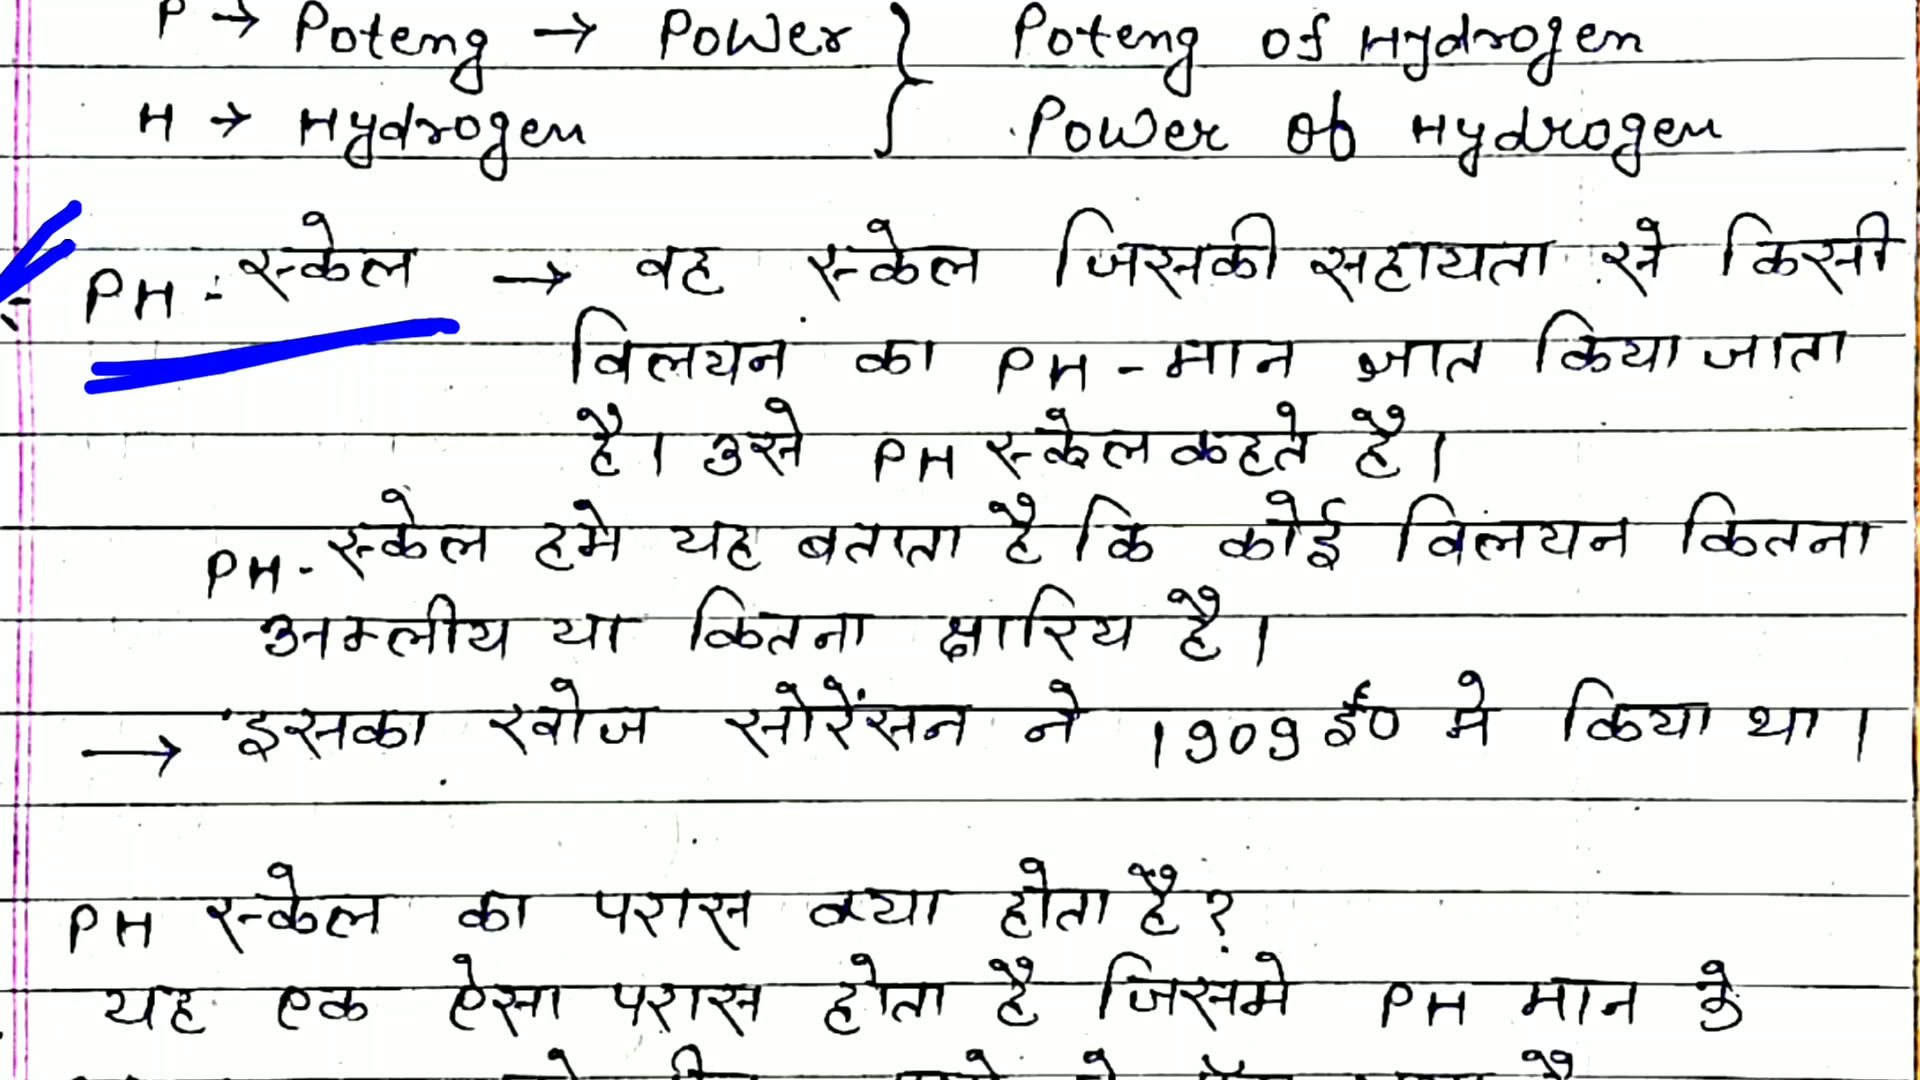 P → Poteng → Power } Poteng of Hydrogen
H → Hydrogen Power of Hydrogen
PH - स्केल → वह स्केल जिसकी सहायता से किसी
विलयन का PH - मान ज्ञात किया जाता
है। उसे PH स्केल कहते है।
PH - स्केल हमे यह बताता है कि कोई विलयन कितना
अम्लीय या कितना क्षारिय है।
→ इसका खोज सोरेंसन ने 1909 ई० मे किया था।
PH स्केल का परास क्या होता है?
यह एक ऐसा परास होता है जिसमे PH मान के